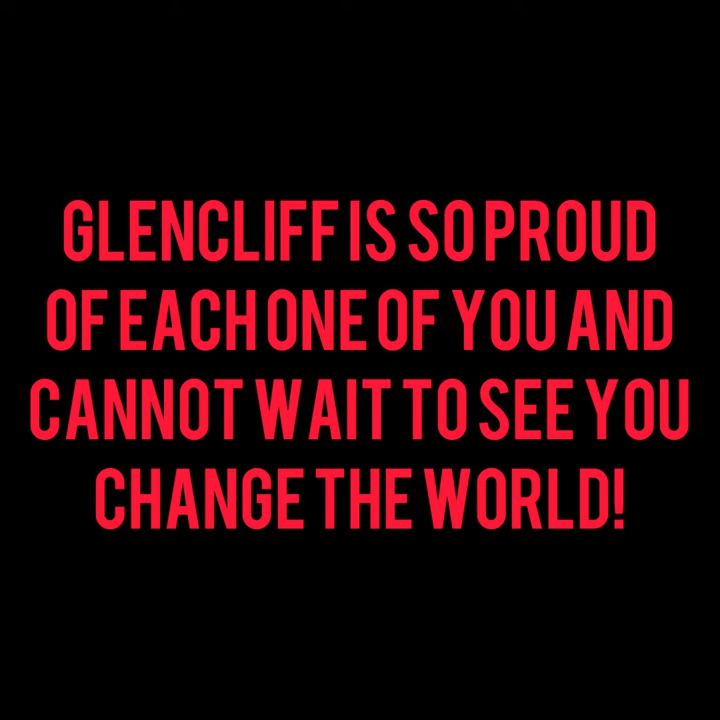 GLENCLIFF IS SO PROUD
OF EACH ONE OF YOU AND
CANNOT WAIT TO SEE YOU
CHANGE THE WORLD!